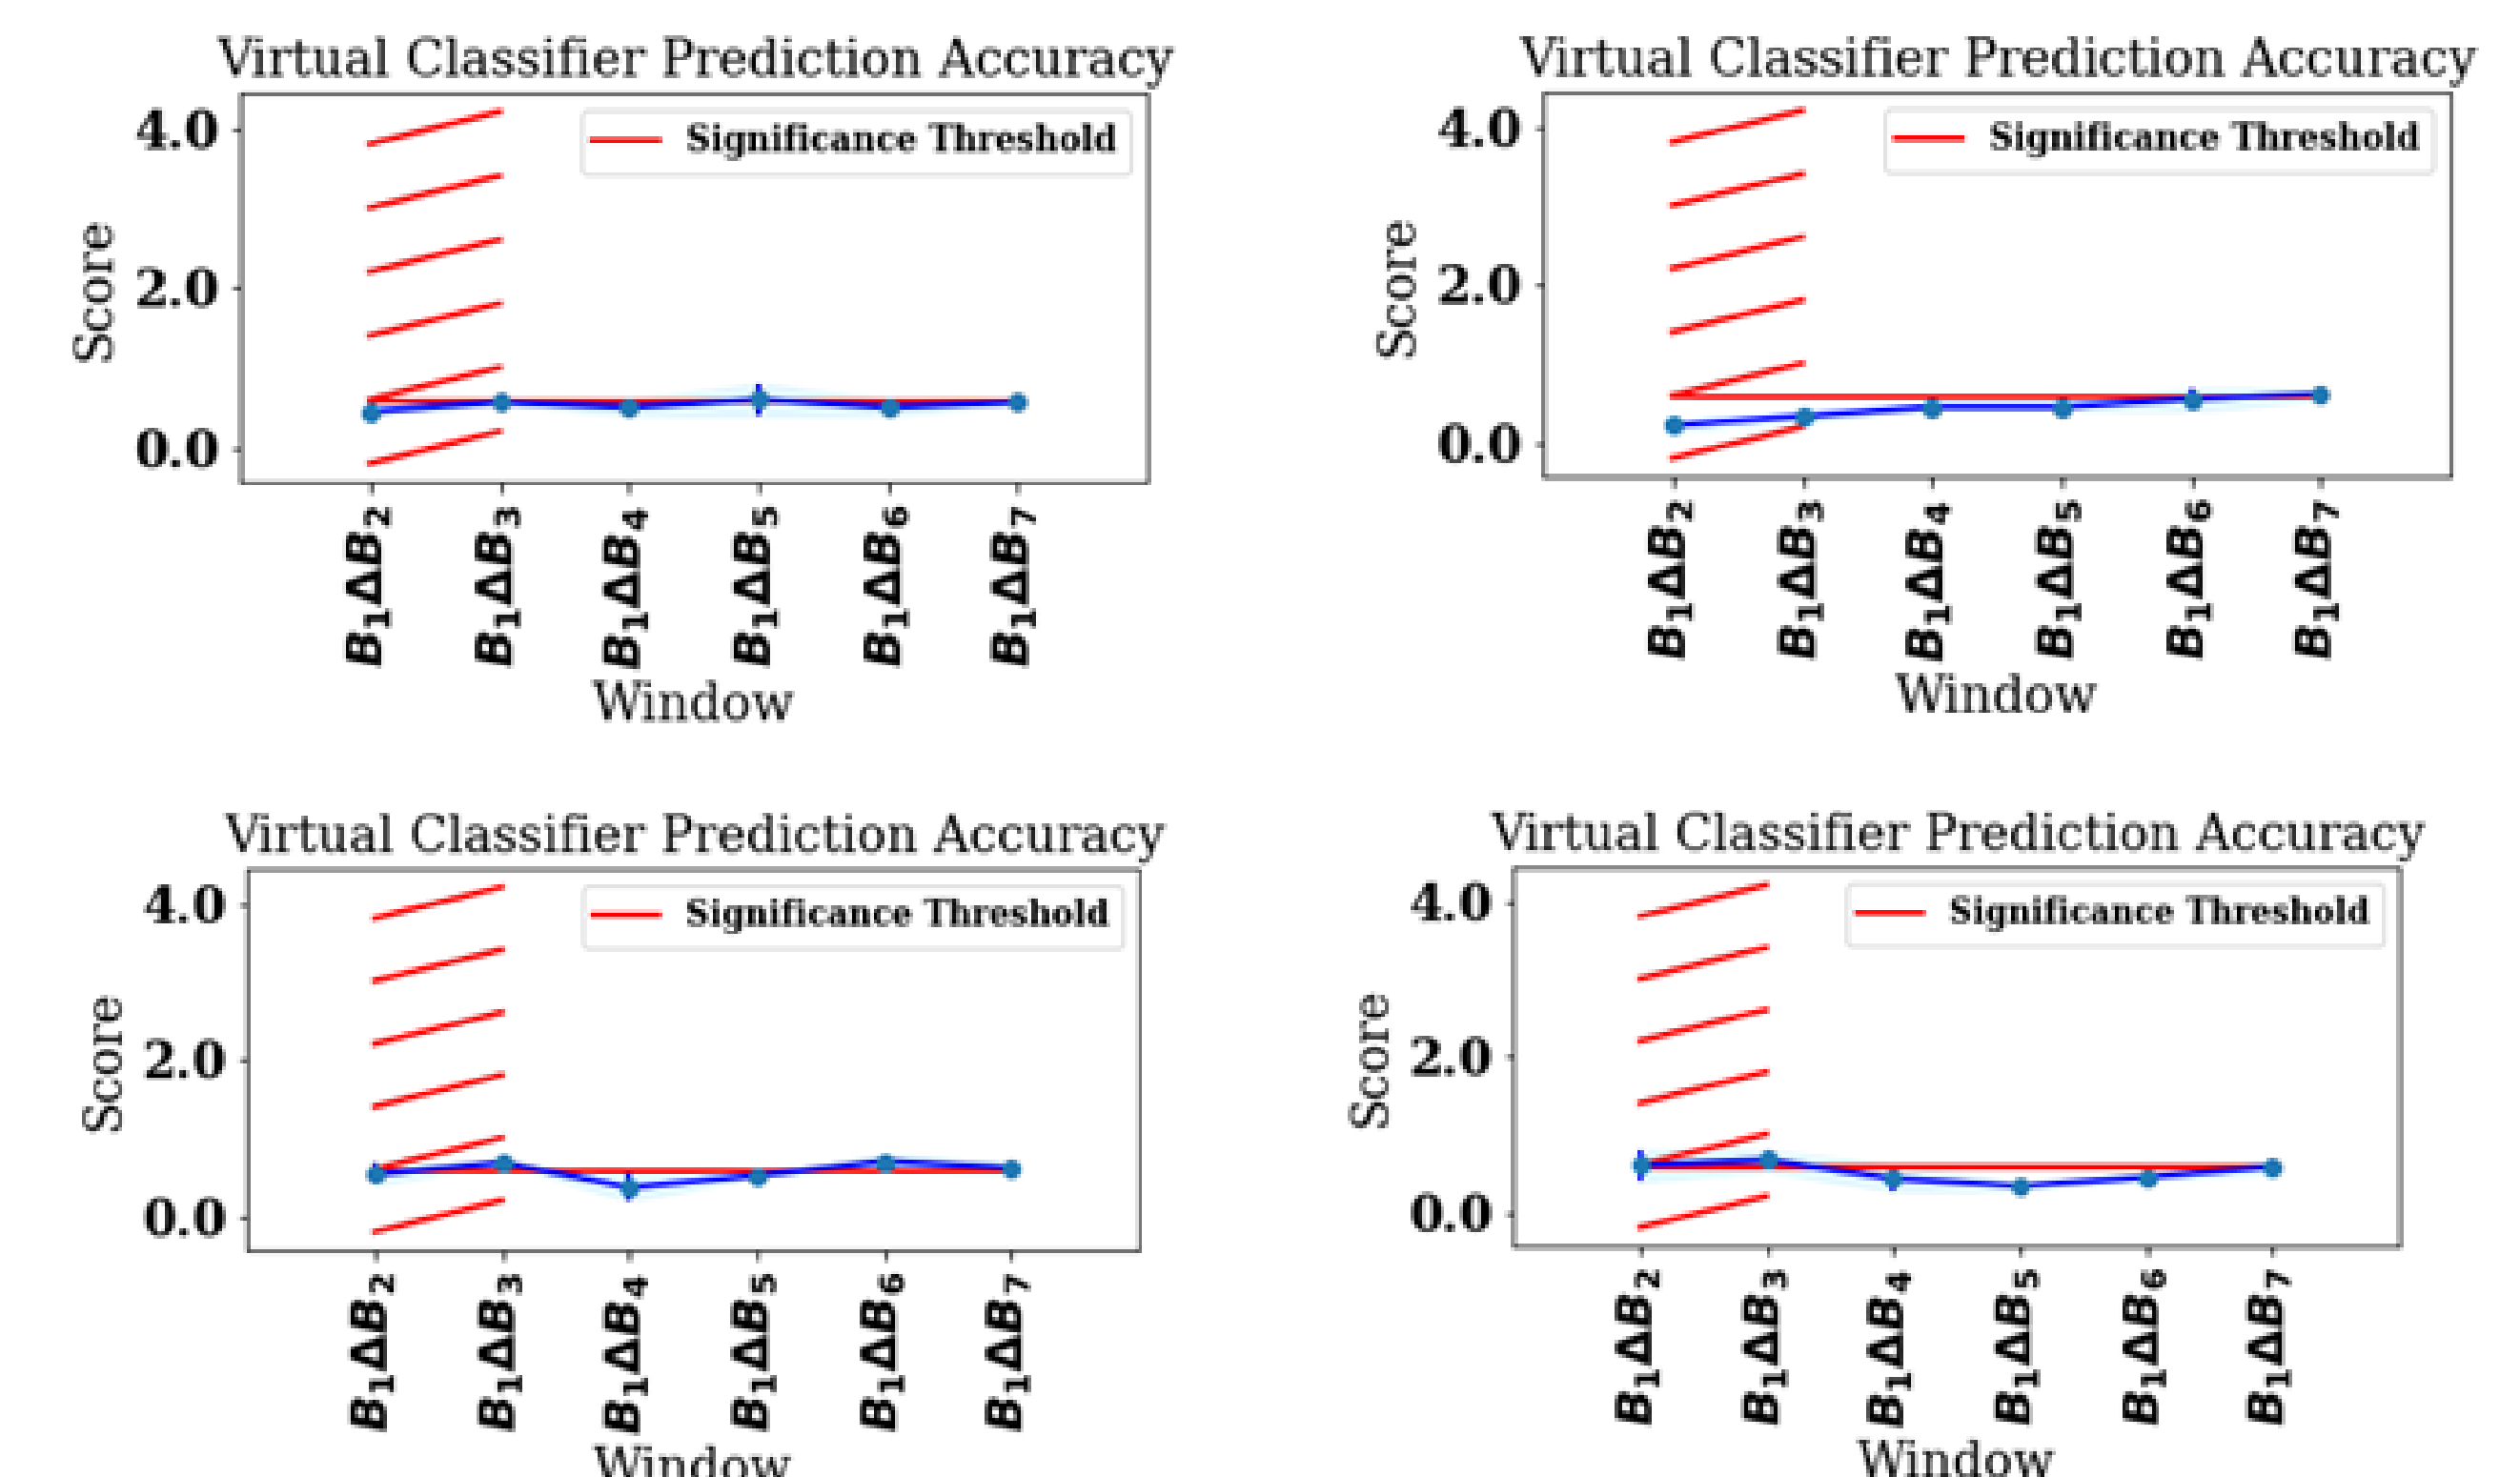 Virtual Classifier Prediction Accuracy
Score
4.0
2.0
0.0
Significance Threshold
B₁ΔB₂
B₁ΔB₃
B₁ΔB₄
B₁ΔB₅
B₁ΔB₆
B₁ΔB₇
Window
Virtual Classifier Prediction Accuracy
Score
4.0
2.0
0.0
Significance Threshold
B₁ΔB₂
B₁ΔB₃
B₁ΔB₄
B₁ΔB₅
B₁ΔB₆
B₁ΔB₇
Window
Virtual Classifier Prediction Accuracy
Score
4.0
2.0
0.0
Significance Threshold
B₁ΔB₂
B₁ΔB₃
B₁ΔB₄
B₁ΔB₅
B₁ΔB₆
B₁ΔB₇
Window
Virtual Classifier Prediction Accuracy
Score
4.0
2.0
0.0
Significance Threshold
B₁ΔB₂
B₁ΔB₃
B₁ΔB₄
B₁ΔB₅
B₁ΔB₆
B₁ΔB₇
Window